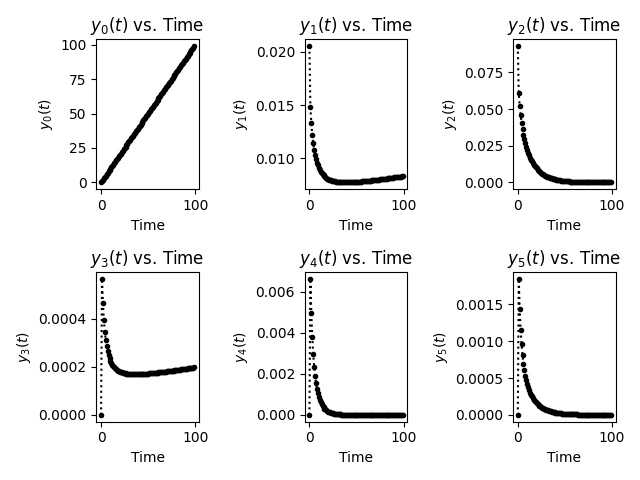 y₀(t) vs. Time
y₀(t)
100
75
50
25
0
0 100
Time
y₁(t) vs. Time
y₁(t)
0.020
0.015
0.010
0 100
Time
y₂(t) vs. Time
y₂(t)
0.075
0.050
0.025
0.000
0 100
Time
y₃(t) vs. Time
y₃(t)
0.0004
0.0002
0.0000
0 100
Time
y₄(t) vs. Time
y₄(t)
0.006
0.004
0.002
0.000
0 100
Time
y₅(t) vs. Time
y₅(t)
0.0015
0.0010
0.0005
0.0000
0 100
Time